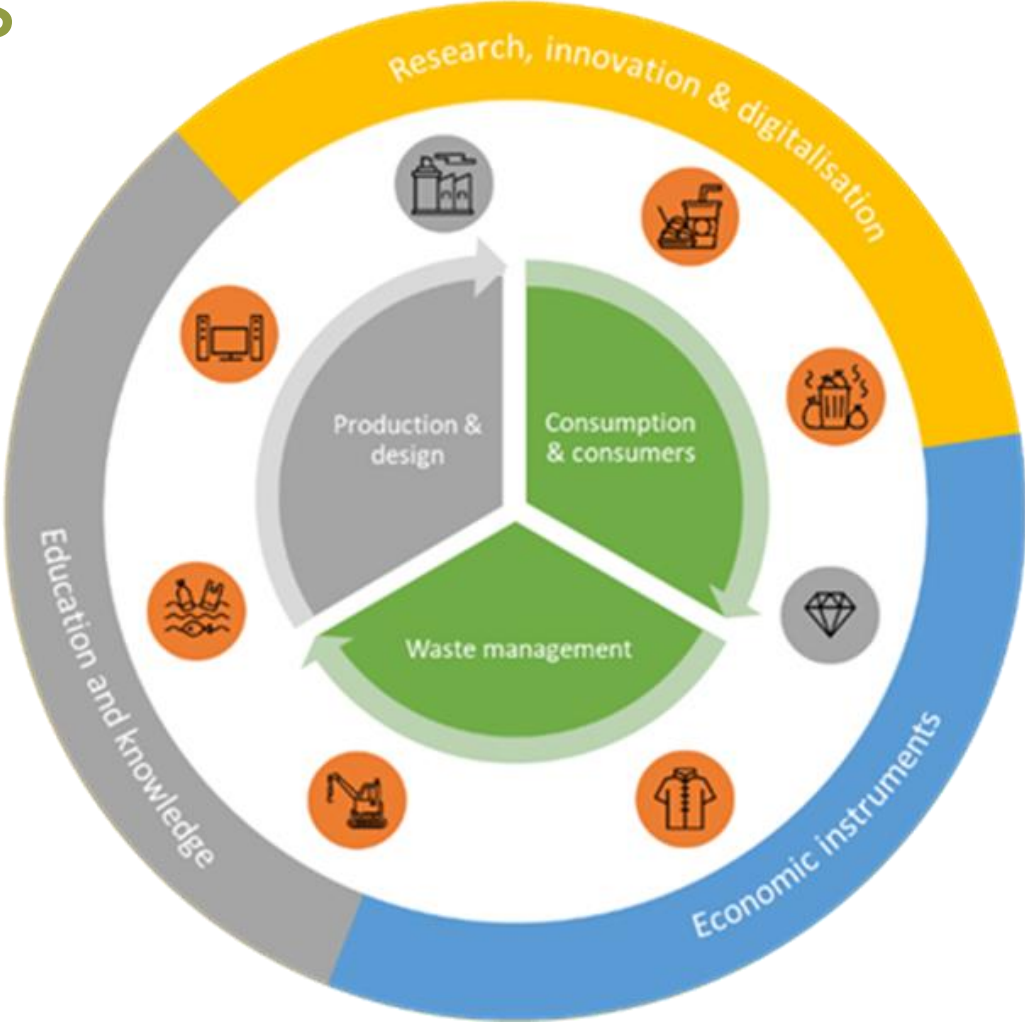 Research, innovation & digitalisation
Production &
design
Consumption
& consumers
Waste management
Education and knowledge
Economic instruments